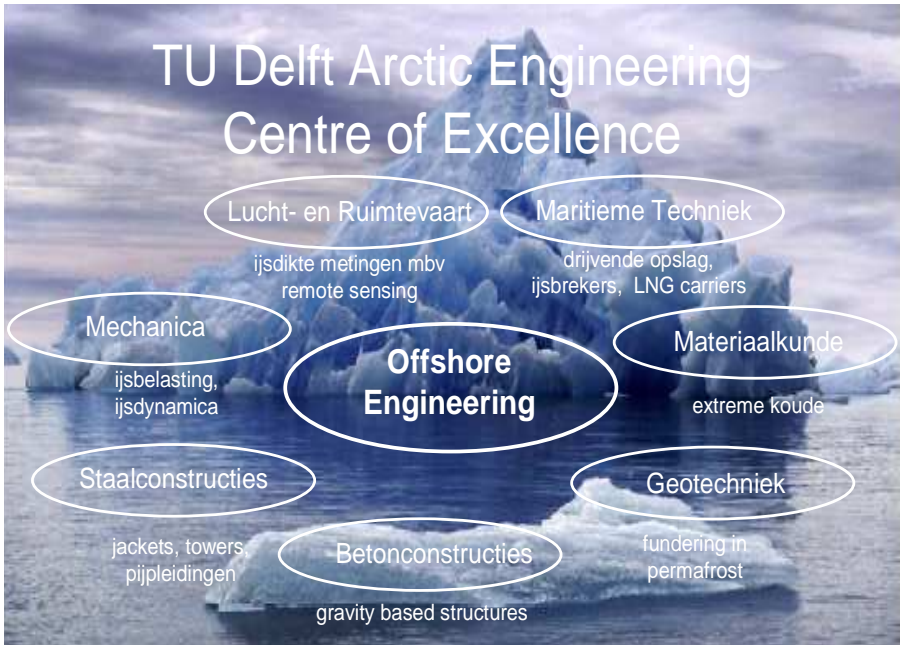 TU Delft Arctic Engineering
Centre of Excellence
Lucht- en Ruimtevaart
Maritieme Techniek
ijsdikte metingen mbv
remote sensing
drijvende opslag,
ijsbrekers, LNG carriers
Mechanica
Materiaalkunde
Offshore
Engineering
ijsbelasting,
ijsdynamica
extreme koude
Staalconstructies
Geotechniek
jackets, towers,
pijpleidingen
Betonconstructies
fundering in
permafrost
gravity based structures